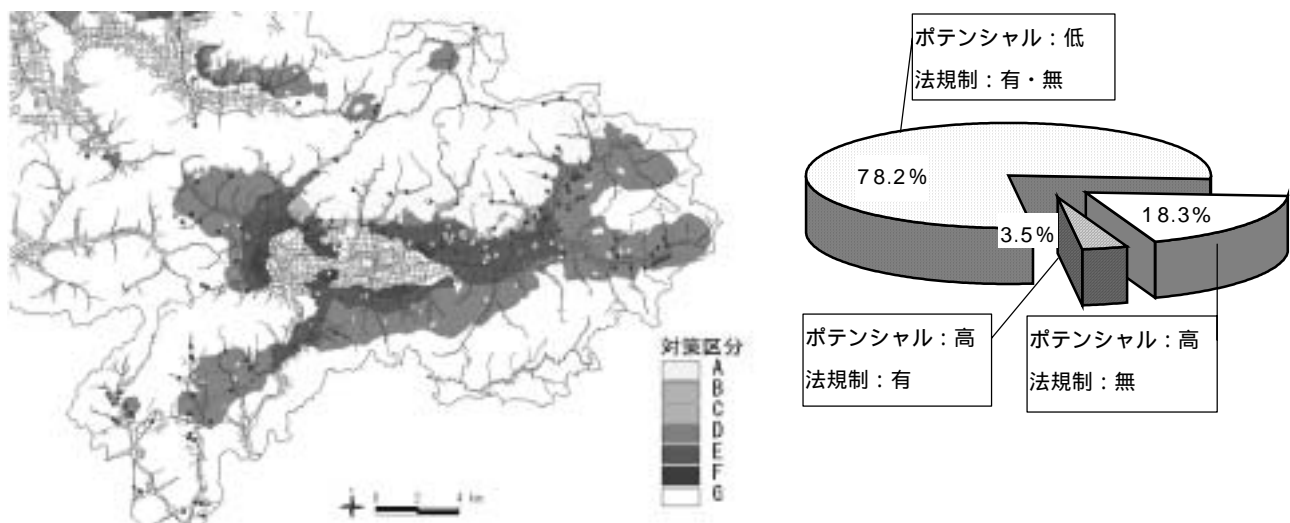 対策区分
A
B
C
D
E
F
G
km
ポテンシャル：低
法規制：有・無
78.2%
18.3%
3.5%
ポテンシャル：高
法規制：有
ポテンシャル：高
法規制：無